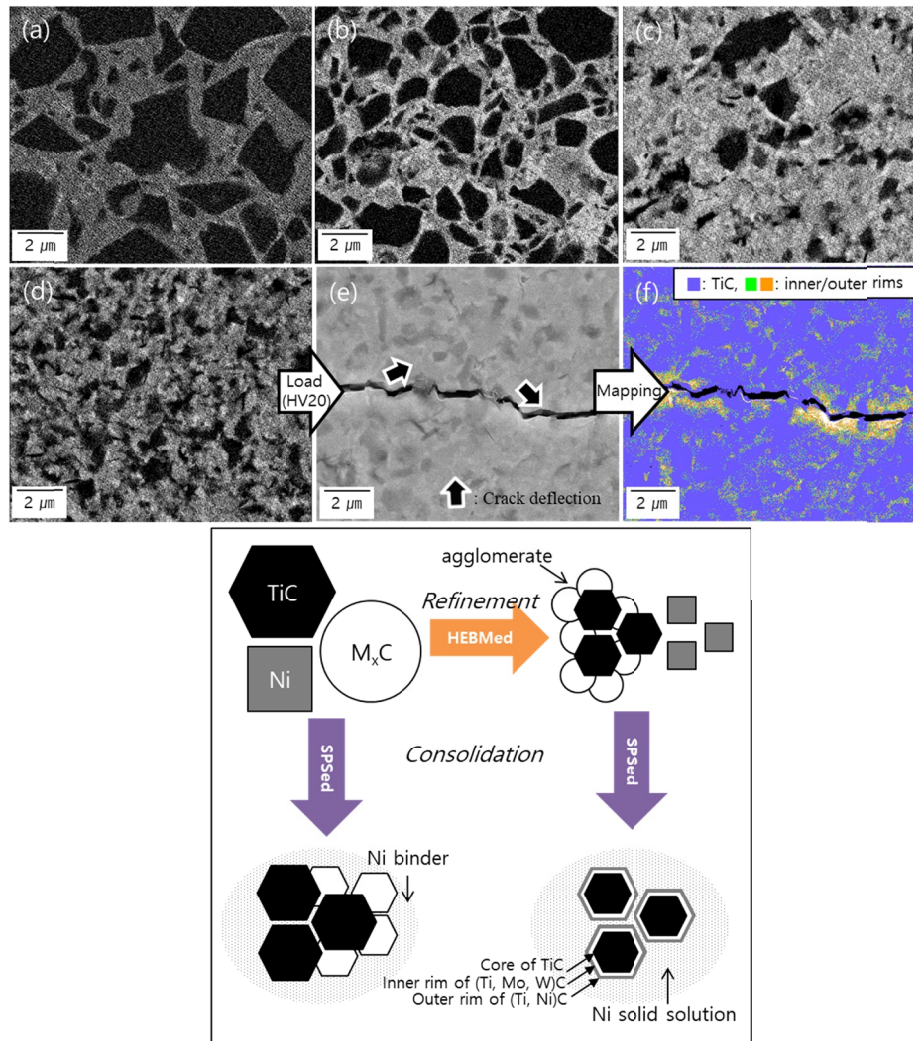 (a)
(b)
(c)
2 μm
2 μm
2 μm
(d)
(e)
(f)
■: TiC, ■ ■: inner/outer rims
Load
(HV20)
Mapping
2 μm
2 μm
: Crack deflection
2 μm
TiC
Ni
MₓC
Refinement
HEBMed
agglomerate
SPSed
Consolidation
SPSed
Ni binder
Core of TiC
Inner rim of (Ti, Mo, W)C
Outer rim of (Ti, Ni)C
Ni solid solution